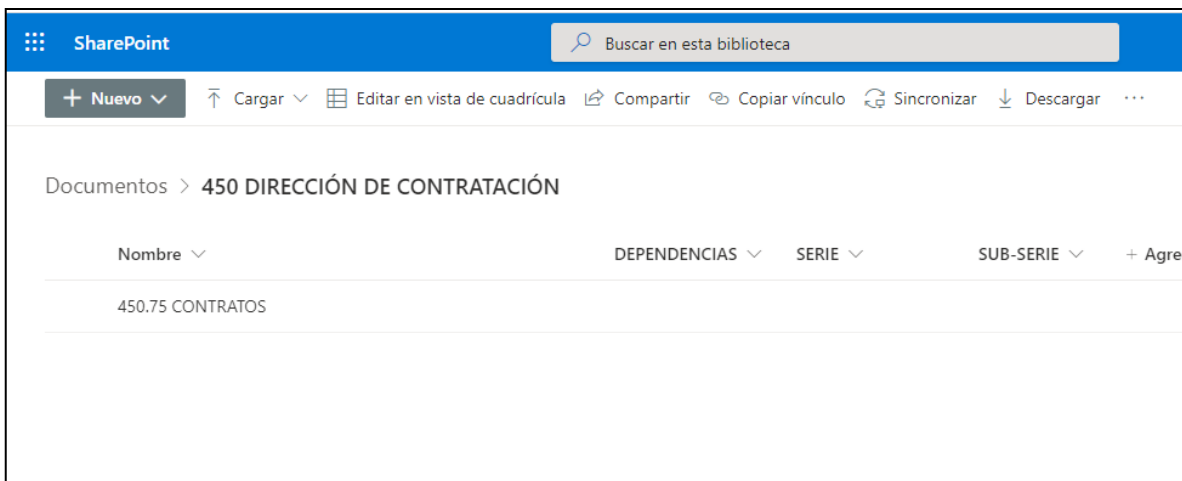 SharePoint
Buscar en esta biblioteca
+ Nuevo Cargar Editar en vista de cuadrícula Compartir Copiar vínculo Sincronizar Descargar ...
Documentos > 450 DIRECCIÓN DE CONTRATACIÓN
Nombre DEPENDENCIAS SERIE SUB-SERIE + Agre
450.75 CONTRATOS